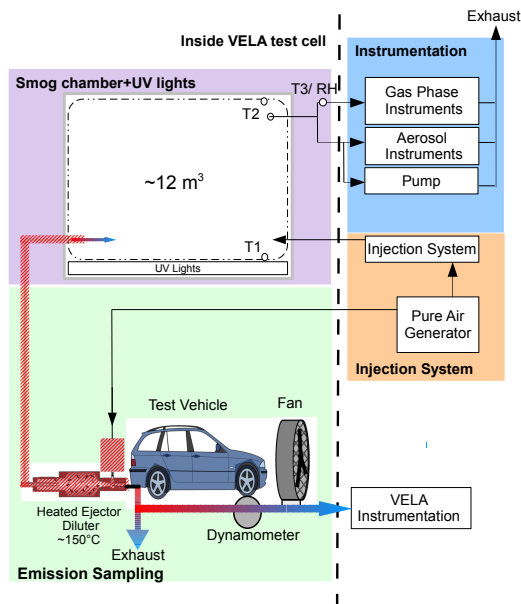 Exhaust
Inside VELA test cell
Instrumentation
Smog chamber+UV lights
T3/ RH
Gas Phase
Instruments
T2
Aerosol
Instruments
~12 m³
Pump
T1
Injection System
UV Lights
Pure Air
Generator
Injection System
Test Vehicle
Fan
VELA
Instrumentation
Heated Ejector
Diluter
~150°C
Dynamometer
Exhaust
Emission Sampling